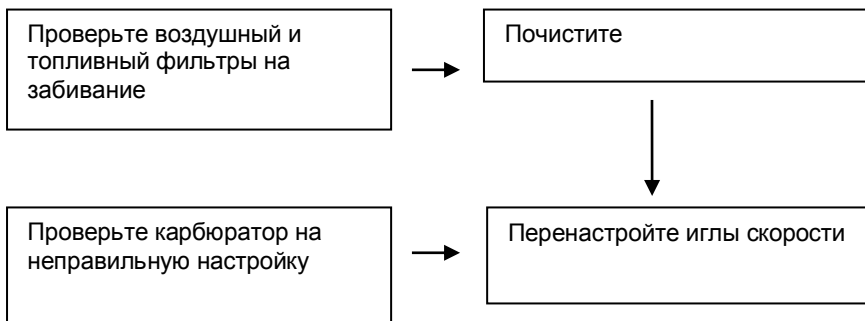 Проверьте воздушный и
топливный фильтры на
забивание
Почистите
Проверьте карбюратор на
неправильную настройку
Перенастройте иглы скорости